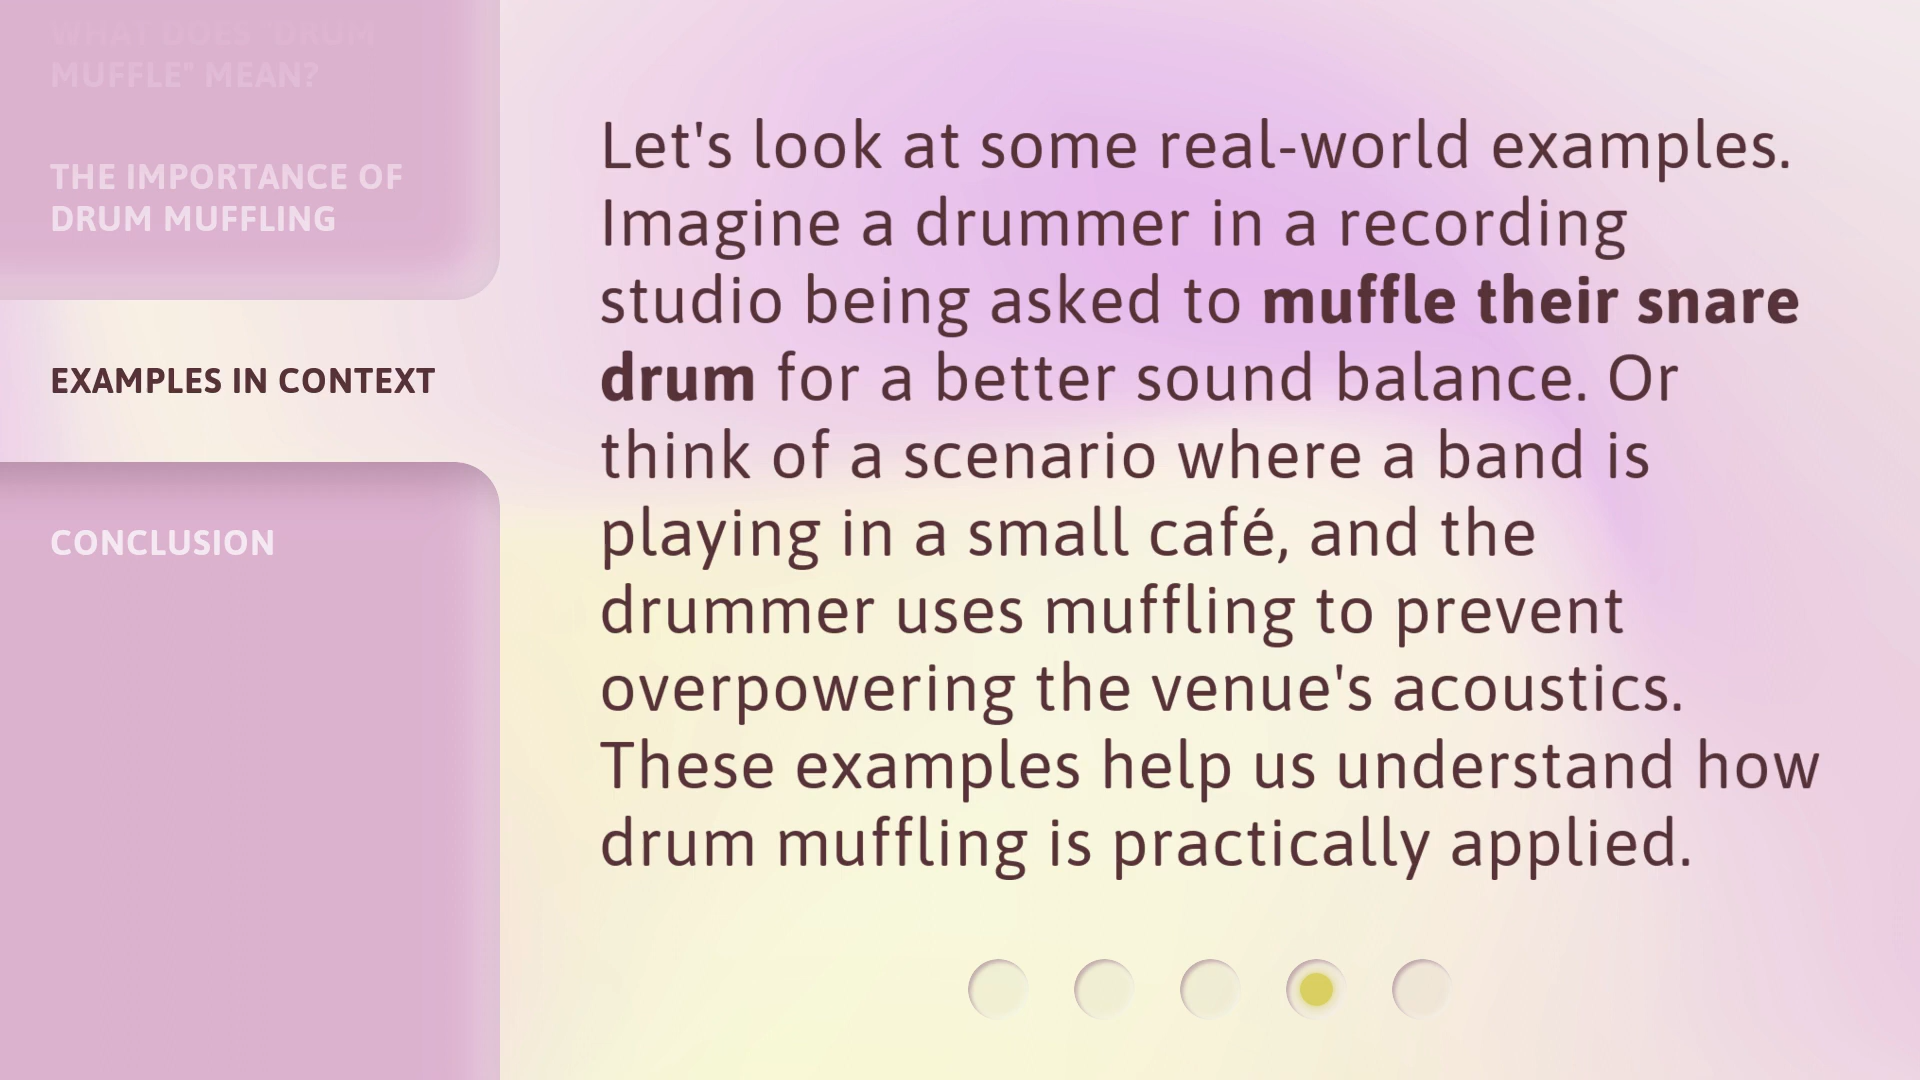 WHAT DOES "DRUM
MUFFLE" MEAN?
THE IMPORTANCE OF
DRUM MUFFLING
EXAMPLES IN CONTEXT
CONCLUSION
Let's look at some real-world examples.
Imagine a drummer in a recording
studio being asked to muffle their snare
drum for a better sound balance. Or
think of a scenario where a band is
playing in a small café, and the
drummer uses muffling to prevent
overpowering the venue's acoustics.
These examples help us understand how
drum muffling is practically applied.